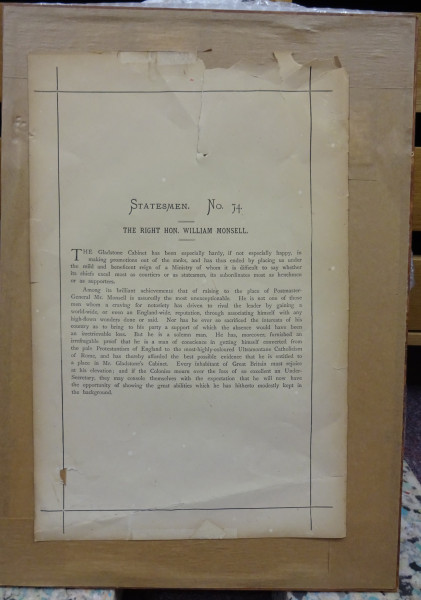 STATESMEN. No. 74
THE RIGHT HON. WILLIAM MONSELL.
THE Gladstone Cabinet has been especially hardy, if not especially happy, in
making promotions out of the ranks, and has thus ended by placing us under
the mild and beneficent reign of a Ministry of whom it is difficult to say whether
its chiefs excel most as courtiers or as statesmen, its subordinates most as henchmen
or as supporters.
Among its brilliant achievements that of raising to the place of Postmaster-
General Mr. Monsell is assuredly the most unexceptionable. He is not one of those
men whom a craving for notoriety has driven to rival the leader by gaining a
world-wide, or even an England-wide, reputation, through associating himself with any
high-flown wonders done or said. Nor has he ever so sacrificed the interests of his
country as to bring to his party a support of which the absence would have been
an irretrievable loss. But he is a solemn man. He has, moreover, furnished an
irrefragable proof that he is a man of conscience in getting himself converted from
the pale Protestantism of England to the most-highly-coloured Ultramontane Catholicism
of Rome, and has thereby afforded the best possible evidence that he is entitled to
a place in Mr. Gladstone's Cabinet. Every inhabitant of Great Britain must rejoice
at his elevation; and if the Colonies mourn over the loss of so excellent an Under-
Secretary, they may console themselves with the expectation that he will now have
the opportunity of showing the great abilities which he has hitherto modestly kept in
the background.